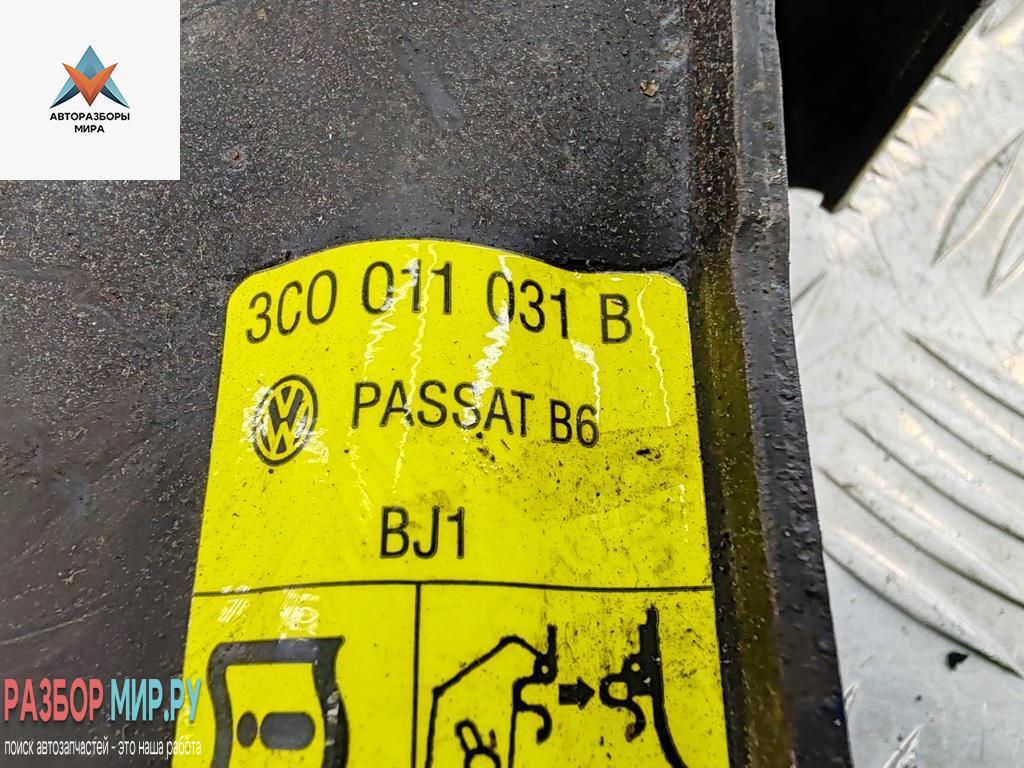 АВТОРАЗБОРЫ
МИРА
3C0 011 031 B
PASSAT B6
BJ1
РАЗБОР МИР.РУ
поиск автозапчастей - это наша работа